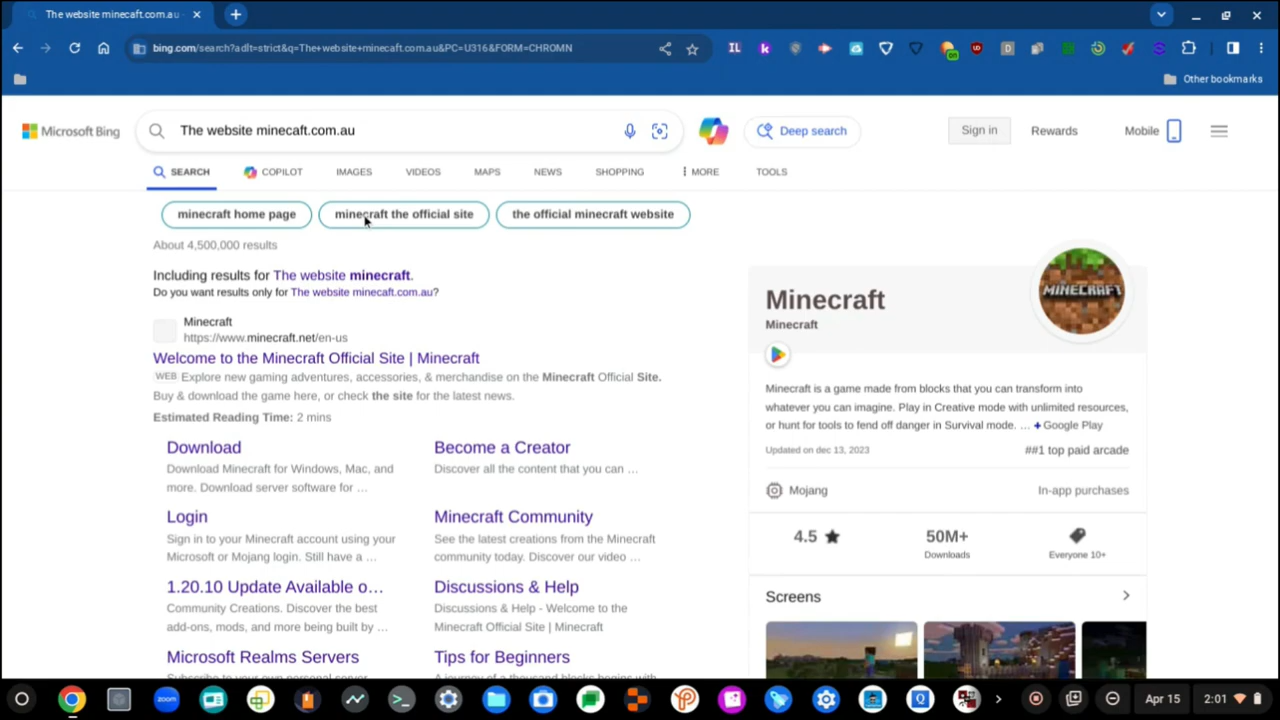 The website minecaft.com.au
bing.com/search?adlt=strict&q=The+website+minecaft.com.au&PC=U316&FORM=CHROMN
IL
Other bookmarks
Microsoft Bing
The website minecaft.com.au
Deep search
Sign in
Rewards
Mobile
SEARCH
COPILOT
IMAGES
VIDEOS
MAPS
NEWS
SHOPPING
MORE
TOOLS
minecraft home page
minecraft the official site
the official minecraft website
About 4,500,000 results
Including results for The website minecraft.
Do you want results only for The website minecaft.com.au?
Minecraft
https://www.minecraft.net/en-us
Welcome to the Minecraft Official Site | Minecraft
WEB Explore new gaming adventures, accessories, & merchandise on the Minecraft Official Site.
Buy & download the game here, or check the site for the latest news.
Estimated Reading Time: 2 mins
Download
Download Minecraft for Windows, Mac, and
more. Download server software for ...
Become a Creator
Discover all the content that you can ...
Login
Sign in to your Minecraft account using your
Microsoft or Mojang login. Still have a ...
Minecraft Community
See the latest creations from the Minecraft
community today. Discover our video ...
1.20.10 Update Available o...
Community Creations. Discover the best
add-ons, mods, and more being built by ...
Discussions & Help
Discussions & Help - Welcome to the
Minecraft Official Site | Minecraft
Microsoft Realms Servers
Tips for Beginners
Minecraft
Minecraft
MINECRAFT
Minecraft is a game made from blocks that you can transform into
whatever you can imagine. Play in Creative mode with unlimited resources,
or hunt for tools to fend off danger in Survival mode. ... +Google Play
Updated on dec 13, 2023
##1 top paid arcade
Mojang
In-app purchases
4.5
50M+
Downloads
Everyone 10+
Screens
zoom
Apr 15
2:01